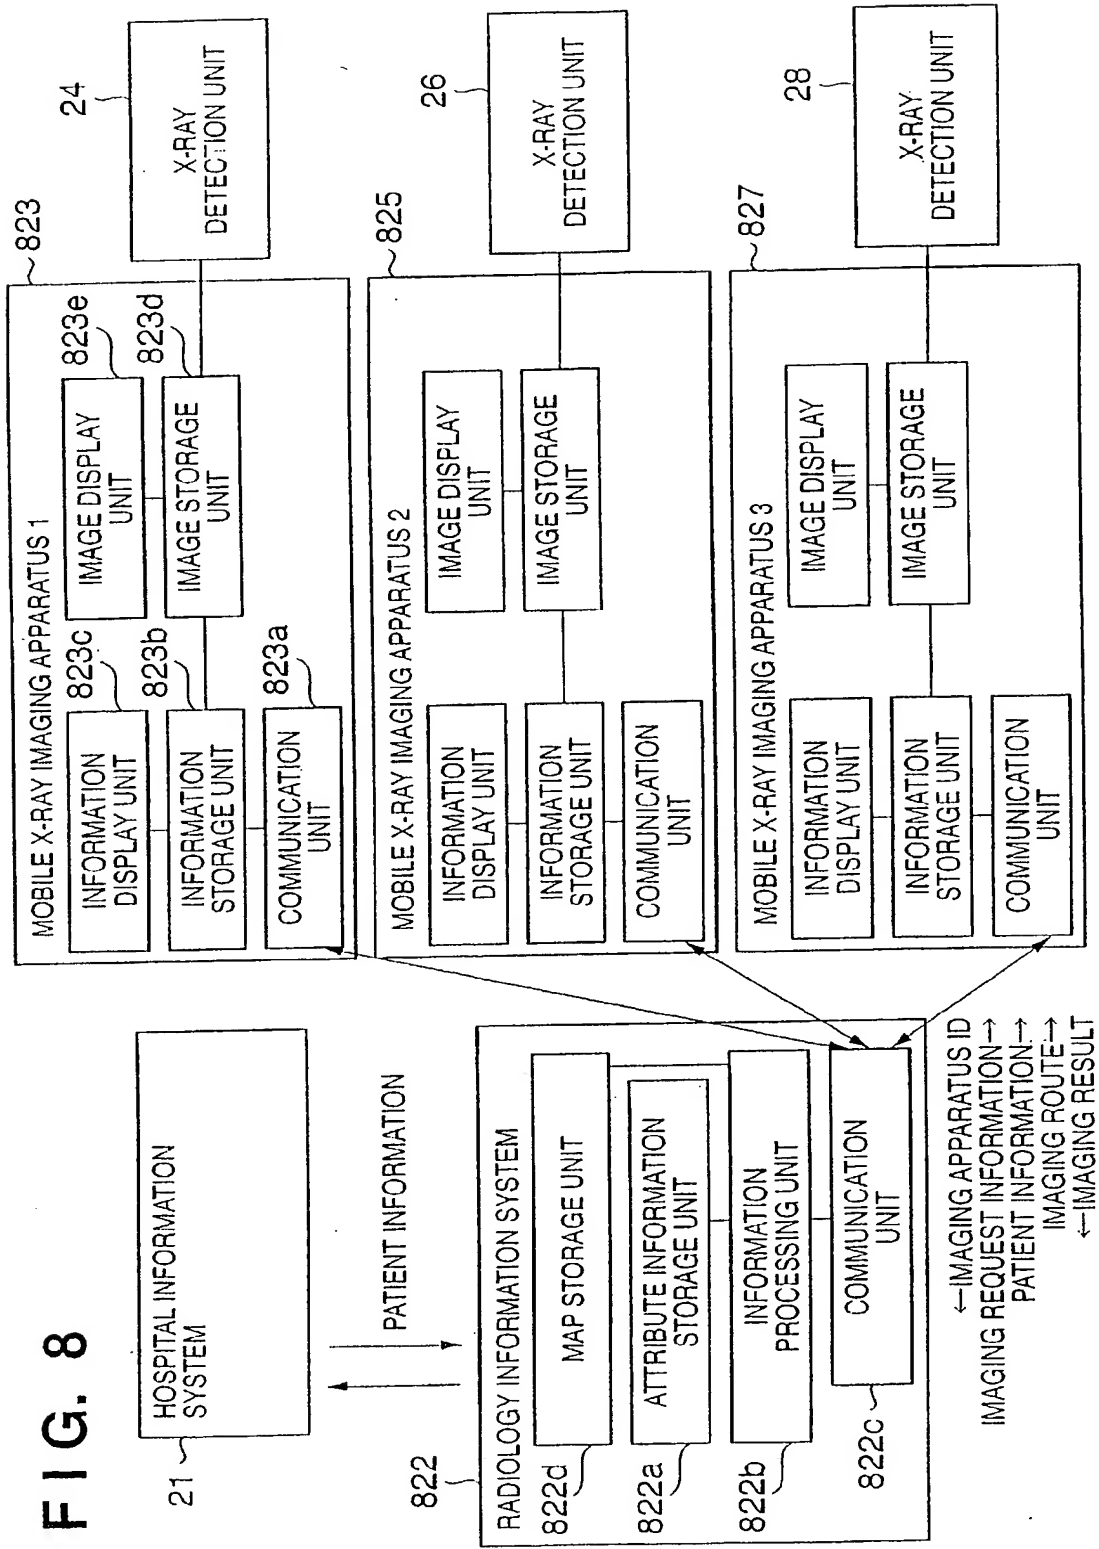 FIG. 8
21
HOSPITAL INFORMATION
SYSTEM
PATIENT INFORMATION
822
RADIOLOGY INFORMATION SYSTEM
822d
MAP STORAGE UNIT
822a
ATTRIBUTE INFORMATION
STORAGE UNIT
822b
INFORMATION
PROCESSING UNIT
822c
COMMUNICATION
UNIT
←IMAGING APPARATUS ID
IMAGING REQUEST INFORMATION→
PATIENT INFORMATION→
IMAGING ROUTE→
←IMAGING RESULT
823
MOBILE X-RAY IMAGING APPARATUS 1
823c
INFORMATION
DISPLAY UNIT
823b
INFORMATION
STORAGE UNIT
823a
COMMUNICATION
UNIT
823e
IMAGE DISPLAY
UNIT
823d
IMAGE STORAGE
UNIT
24
X-RAY
DETECTION UNIT
825
MOBILE X-RAY IMAGING APPARATUS 2
INFORMATION
DISPLAY UNIT
INFORMATION
STORAGE UNIT
COMMUNICATION
UNIT
IMAGE DISPLAY
UNIT
IMAGE STORAGE
UNIT
26
X-RAY
DETECTION UNIT
827
MOBILE X-RAY IMAGING APPARATUS 3
INFORMATION
DISPLAY UNIT
INFORMATION
STORAGE UNIT
COMMUNICATION
UNIT
IMAGE DISPLAY
UNIT
IMAGE STORAGE
UNIT
28
X-RAY
DETECTION UNIT